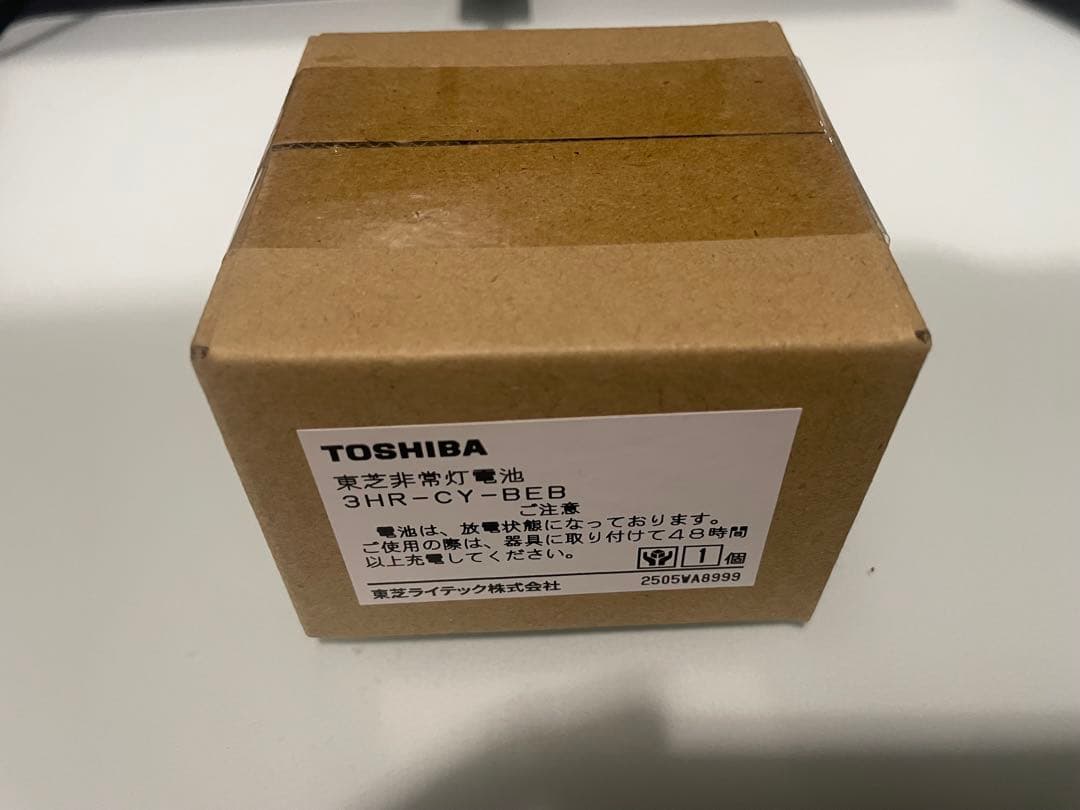 TOSHIBA
東芝非常灯電池
3HR-CY-BEB
ご注意
電池は、放電状態になっております。
ご使用の際は、器具に取り付けて48時間
以上充電してください。
1個
東芝ライテック株式会社
2505WA8999